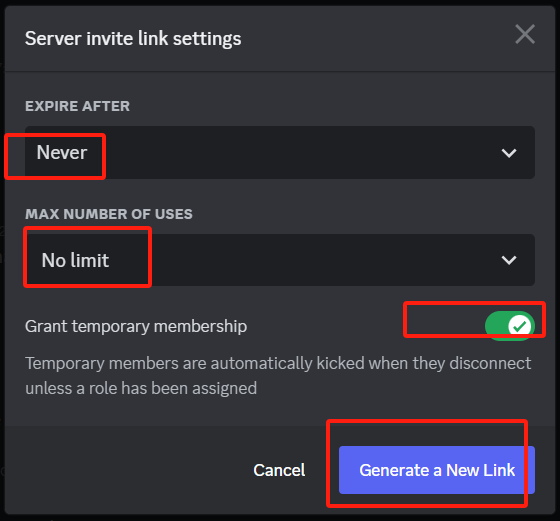 Server invite link settings
EXPIRE AFTER
Never
MAX NUMBER OF USES
No limit
Grant temporary membership
Temporary members are automatically kicked when they disconnect
unless a role has been assigned
Cancel
Generate a New Link